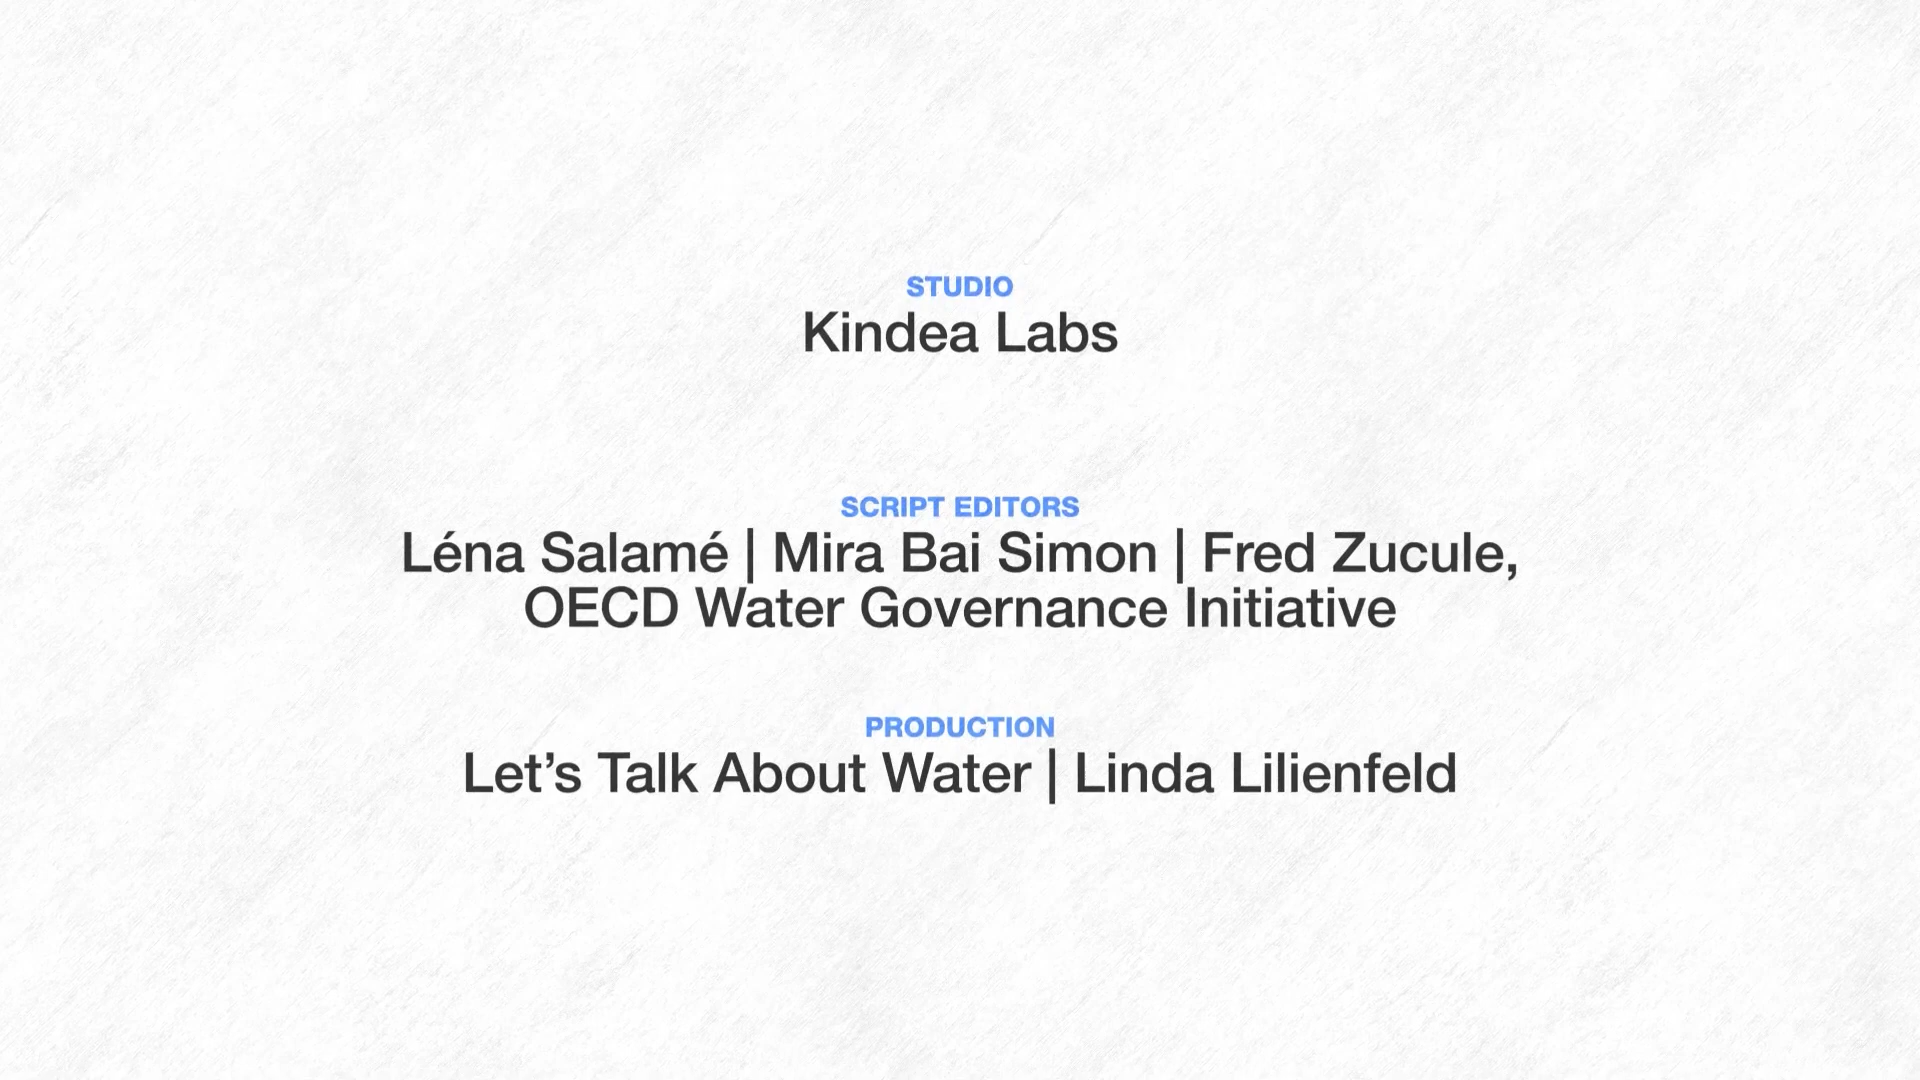 STUDIO
Kindea Labs
SCRIPT EDITORS
Léna Salamé | Mira Bai Simon | Fred Zucule,
OECD Water Governance Initiative
PRODUCTION
Let’s Talk About Water | Linda Lilienfeld